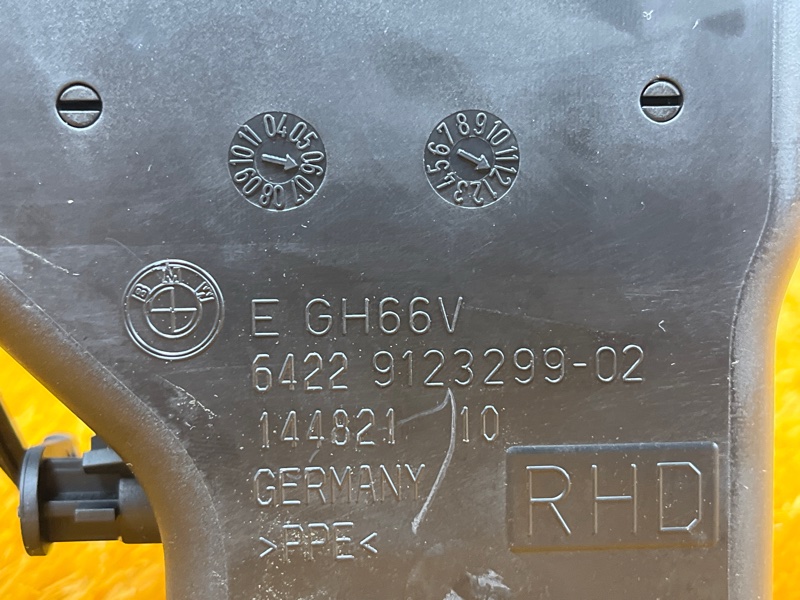 04 05 06 07 08 09 10 11
1 2 3 4 5 6 7 8 9 10 11 12
BMW
E GH66V
6422 9123299-02
144821 10
GERMANY
>PPE<
RHD